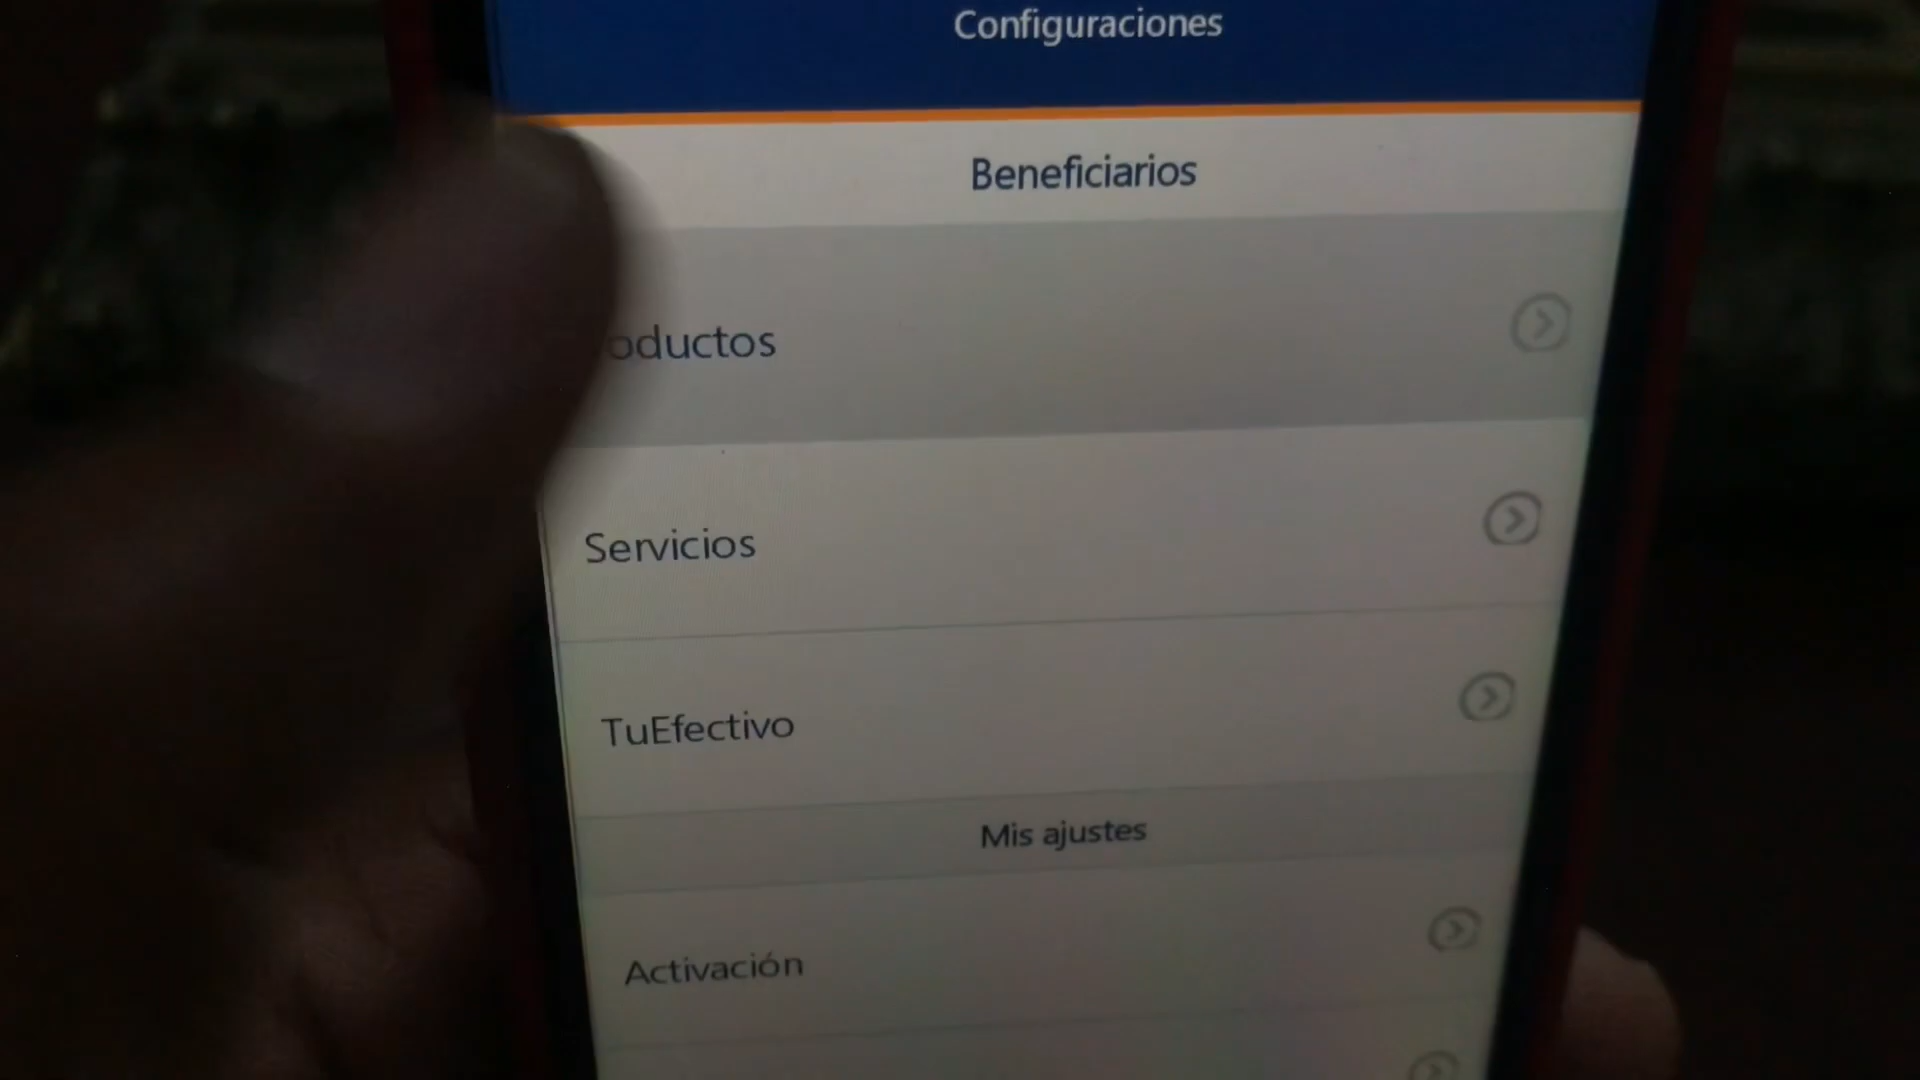 Configuraciones
Beneficiarios
oductos
Servicios
TuEfectivo
Mis ajustes
Activación